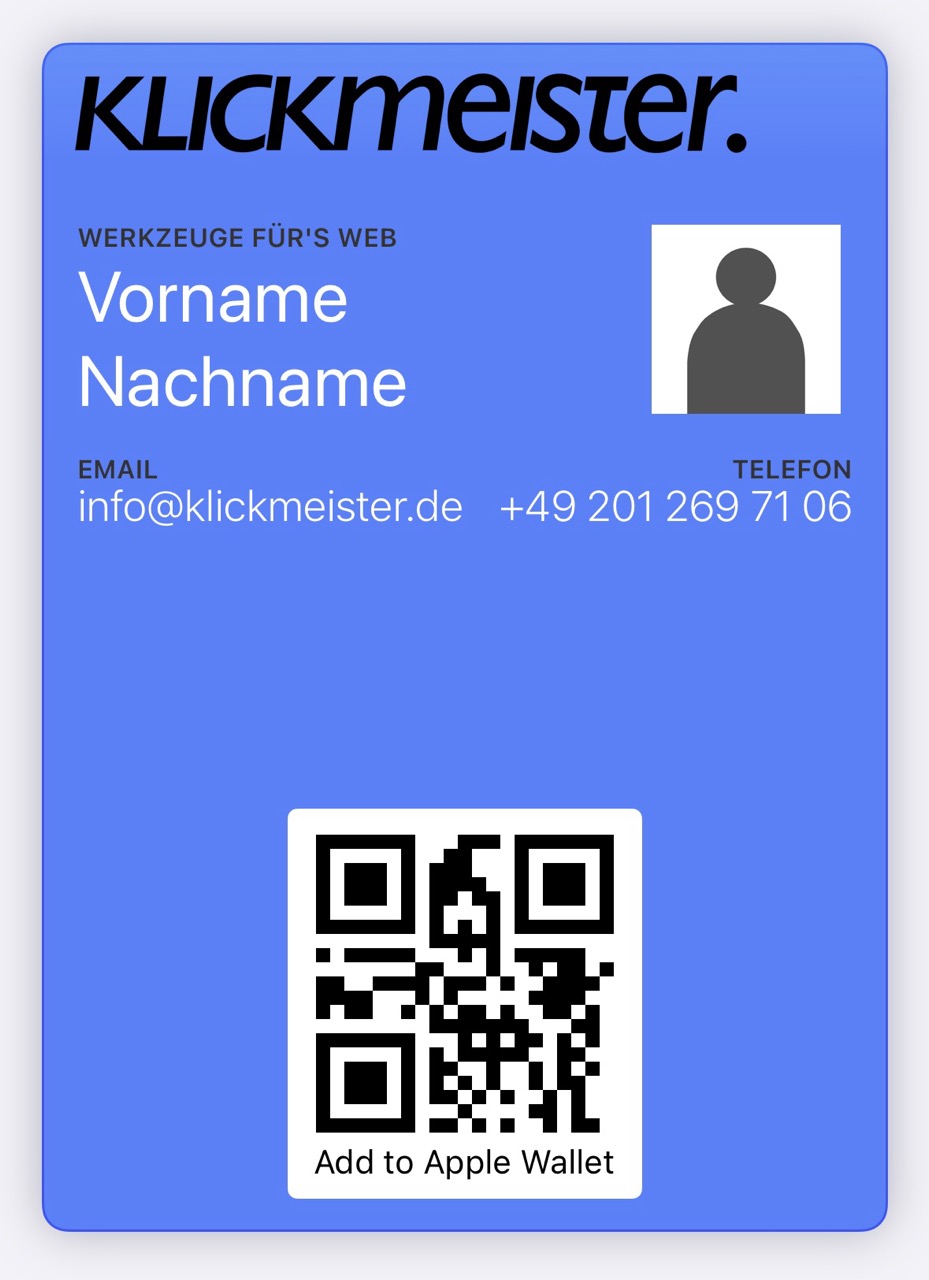 KLICKmeister.
WERKZEUGE FÜR'S WEB
Vorname
Nachname
EMAIL
TELEFON
info@klickmeister.de
+49 201 269 71 06
Add to Apple Wallet